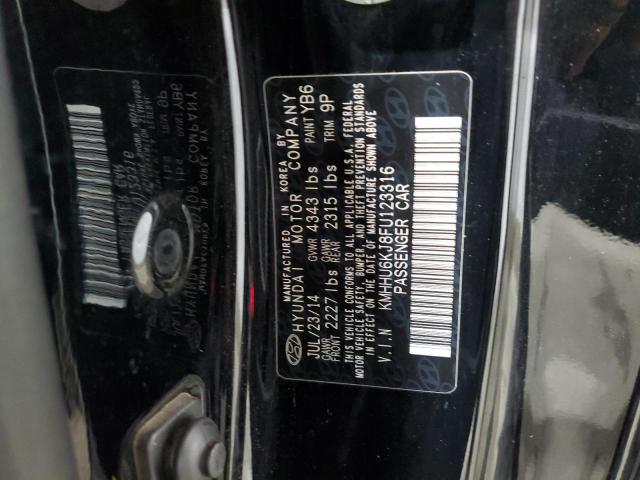 MANUFACTURED IN KOREA BY
HYUNDAI MOTOR COMPANY
JUL/23/14 GVWR 4343 lbs PAINT YB6
GAWR FRONT 2227 lbs GAWR REAR 2315 lbs TRIM 9P
THIS VEHICLE CONFORMS TO ALL APPLICABLE U.S.A. FEDERAL
MOTOR VEHICLE SAFETY, BUMPER, AND THEFT PREVENTION STANDARDS
IN EFFECT ON THE DATE OF MANUFACTURE SHOWN ABOVE
V.I.N KMHHU6KJ8FU123316
PASSENGER CAR